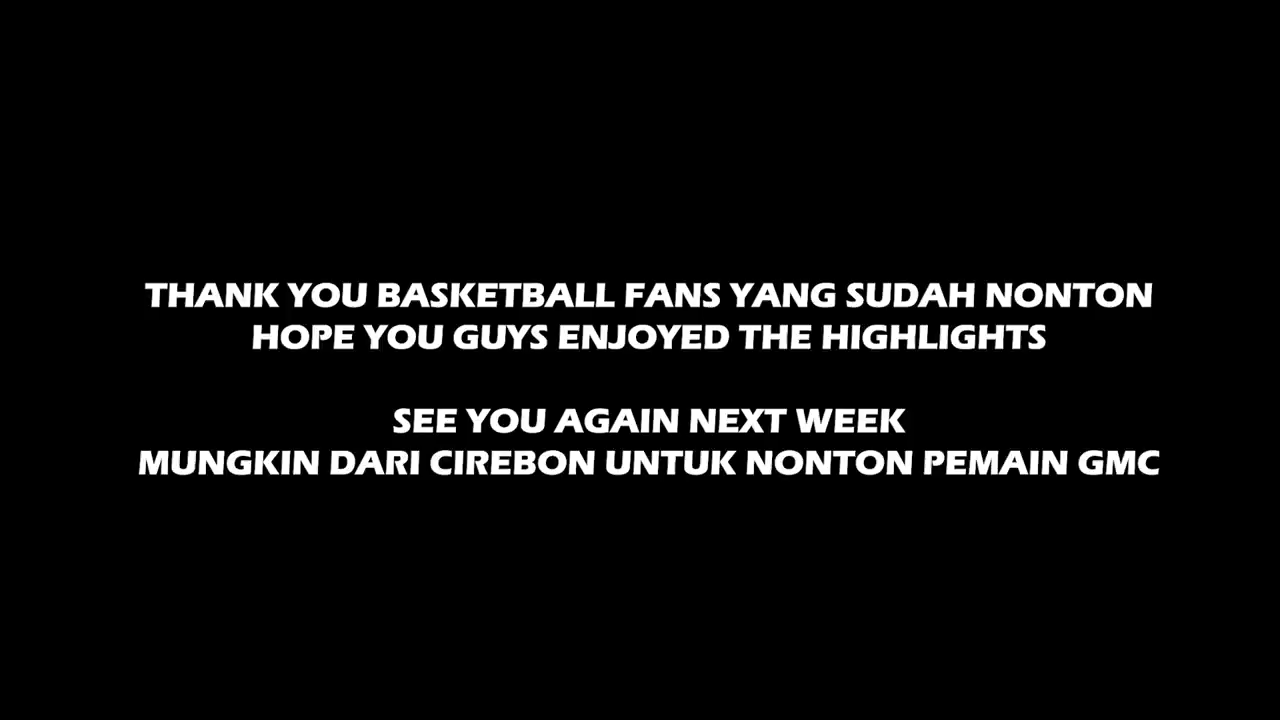 THANK YOU BASKETBALL FANS YANG SUDAH NONTON
HOPE YOU GUYS ENJOYED THE HIGHLIGHTS
SEE YOU AGAIN NEXT WEEK
MUNGKIN DARI CIREBON UNTUK NONTON PEMAIN GMC